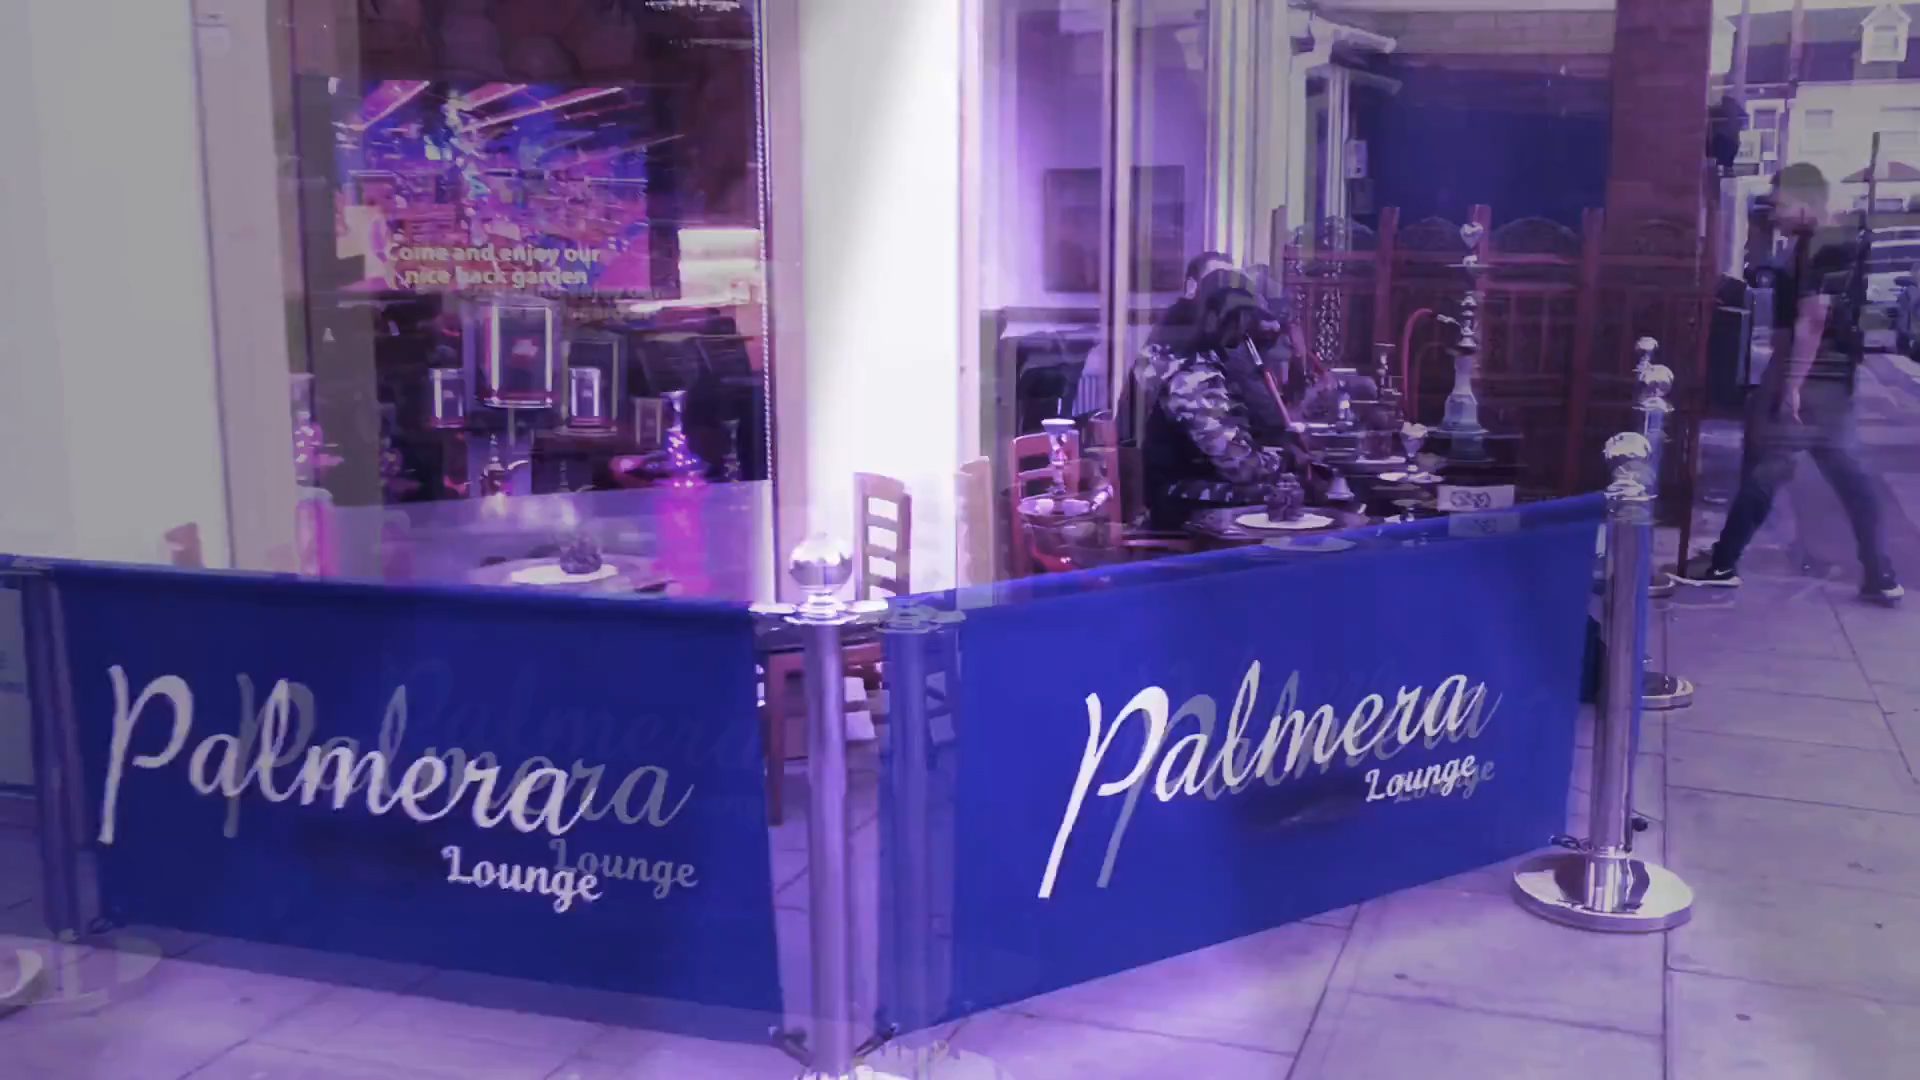 Come and enjoy our
nice back garden
Palmera
Lounge
Palmera
Lounge